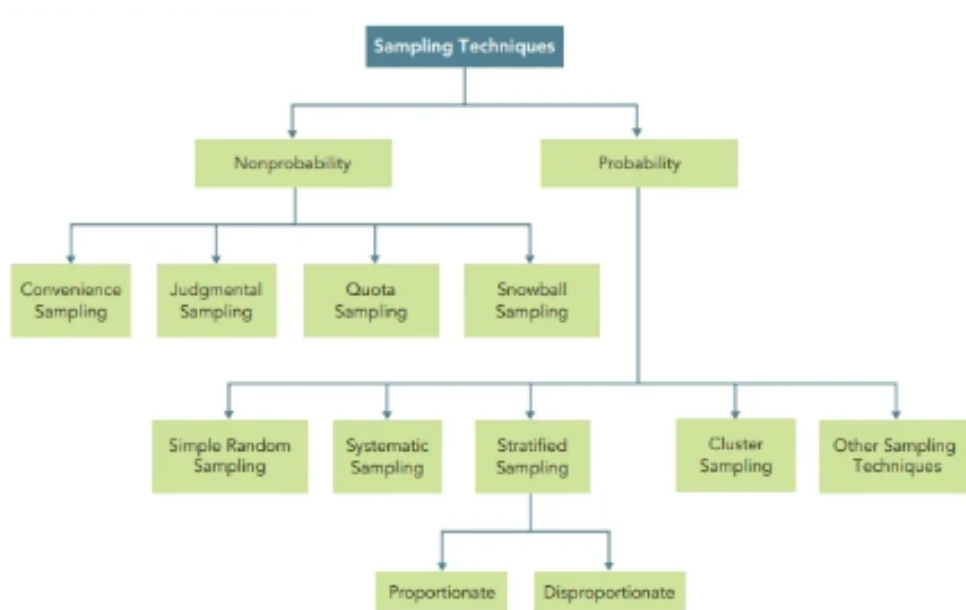 Sampling Techniques
Nonprobability
Probability
Convenience
Sampling
Judgmental
Sampling
Quota
Sampling
Snowball
Sampling
Simple Random
Sampling
Systematic
Sampling
Stratified
Sampling
Cluster
Sampling
Other Sampling
Techniques
Proportionate
Disproportionate